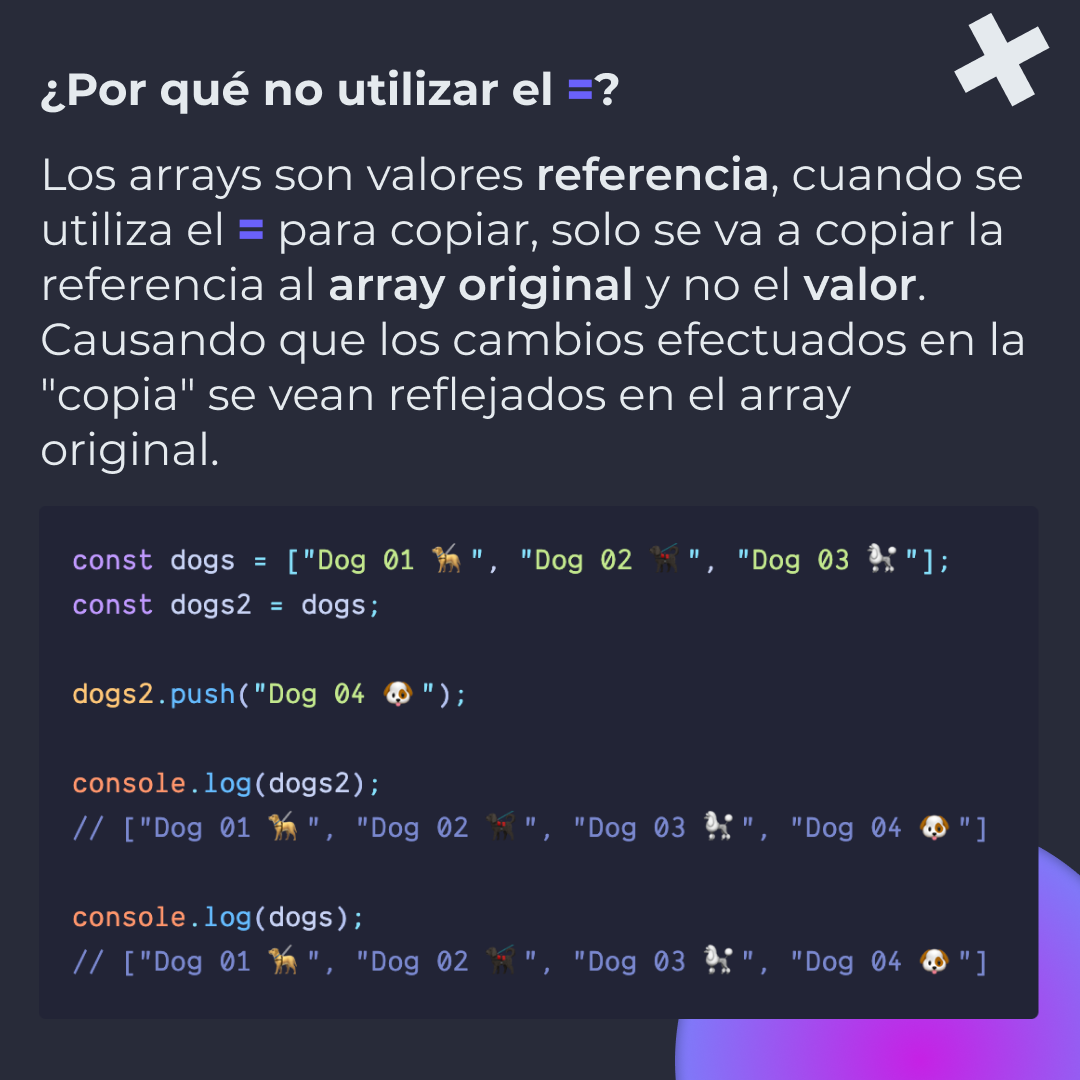 ¿Por qué no utilizar el =?
Los arrays son valores referencia, cuando se
utiliza el = para copiar, solo se va a copiar la
referencia al array original y no el valor.
Causando que los cambios efectuados en la
"copia" se vean reflejados en el array
original.
const dogs = ["Dog 01 🦮", "Dog 02 🐕‍🦺", "Dog 03 🐩"];
const dogs2 = dogs;
dogs2.push("Dog 04 🐶");
console.log(dogs2);
// ["Dog 01 🦮", "Dog 02 🐕‍🦺", "Dog 03 🐩", "Dog 04 🐶"]
console.log(dogs);
// ["Dog 01 🦮", "Dog 02 🐕‍🦺", "Dog 03 🐩", "Dog 04 🐶"]